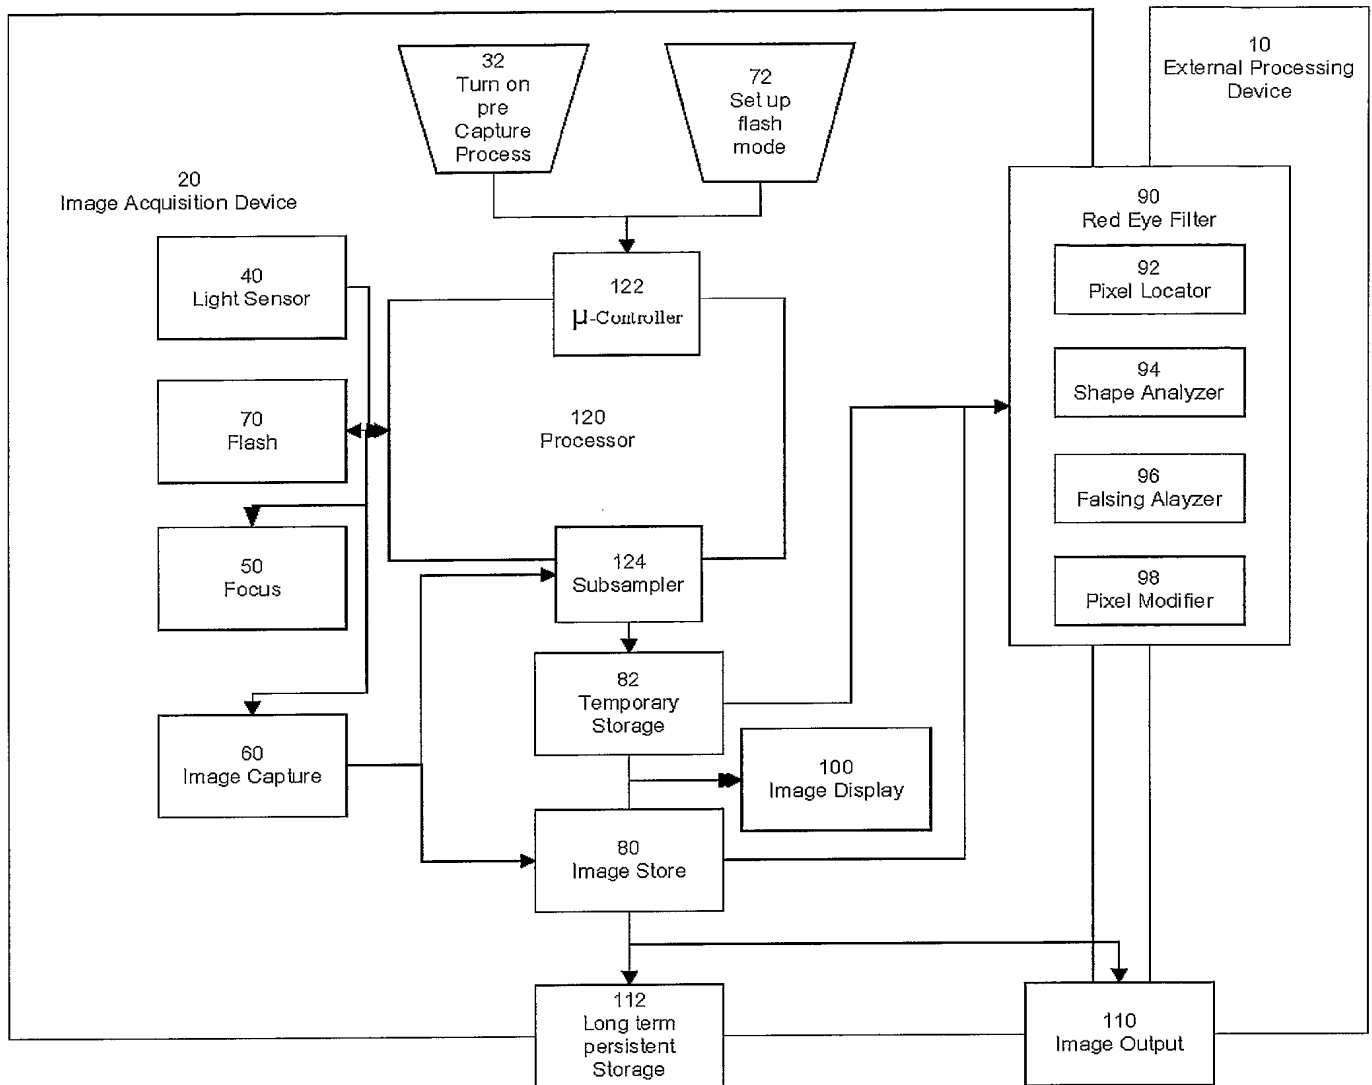 32
Turn on
pre
Capture
Process
72
Set up
flash
mode
10
External Processing
Device
20
Image Acquisition Device
40
Light Sensor
122
µ-Controller
90
Red Eye Filter
92
Pixel Locator
94
Shape Analyzer
96
Falsing Alayzer
98
Pixel Modifier
70
Flash
120
Processor
50
Focus
124
Subsampler
82
Temporary
Storage
60
Image Capture
100
Image Display
80
Image Store
112
Long term
persistent
Storage
110
Image Output